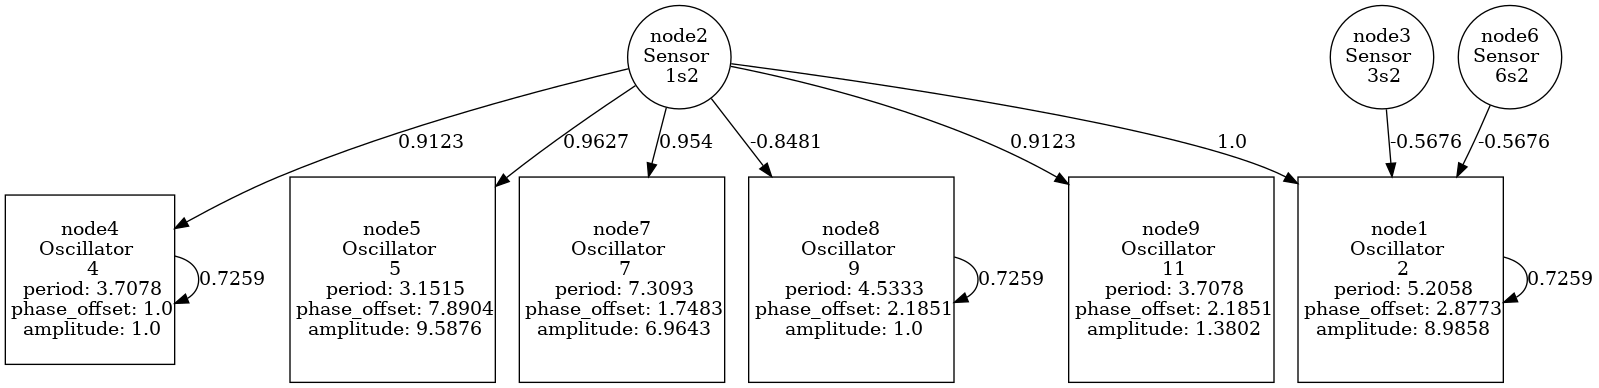 node2
Sensor
1s2
node3
Sensor
3s2
node6
Sensor
6s2
0.9123
0.9627
0.954
-0.8481
0.9123
1.0
-0.5676
-0.5676
node4
Oscillator
4
period: 3.7078
phase_offset: 1.0
amplitude: 1.0
0.7259
node5
Oscillator
5
period: 3.1515
phase_offset: 7.8904
amplitude: 9.5876
node7
Oscillator
7
period: 7.3093
phase_offset: 1.7483
amplitude: 6.9643
node8
Oscillator
9
period: 4.5333
phase_offset: 2.1851
amplitude: 1.0
0.7259
node9
Oscillator
11
period: 3.7078
phase_offset: 2.1851
amplitude: 1.3802
node1
Oscillator
2
period: 5.2058
phase_offset: 2.8773
amplitude: 8.9858
0.7259